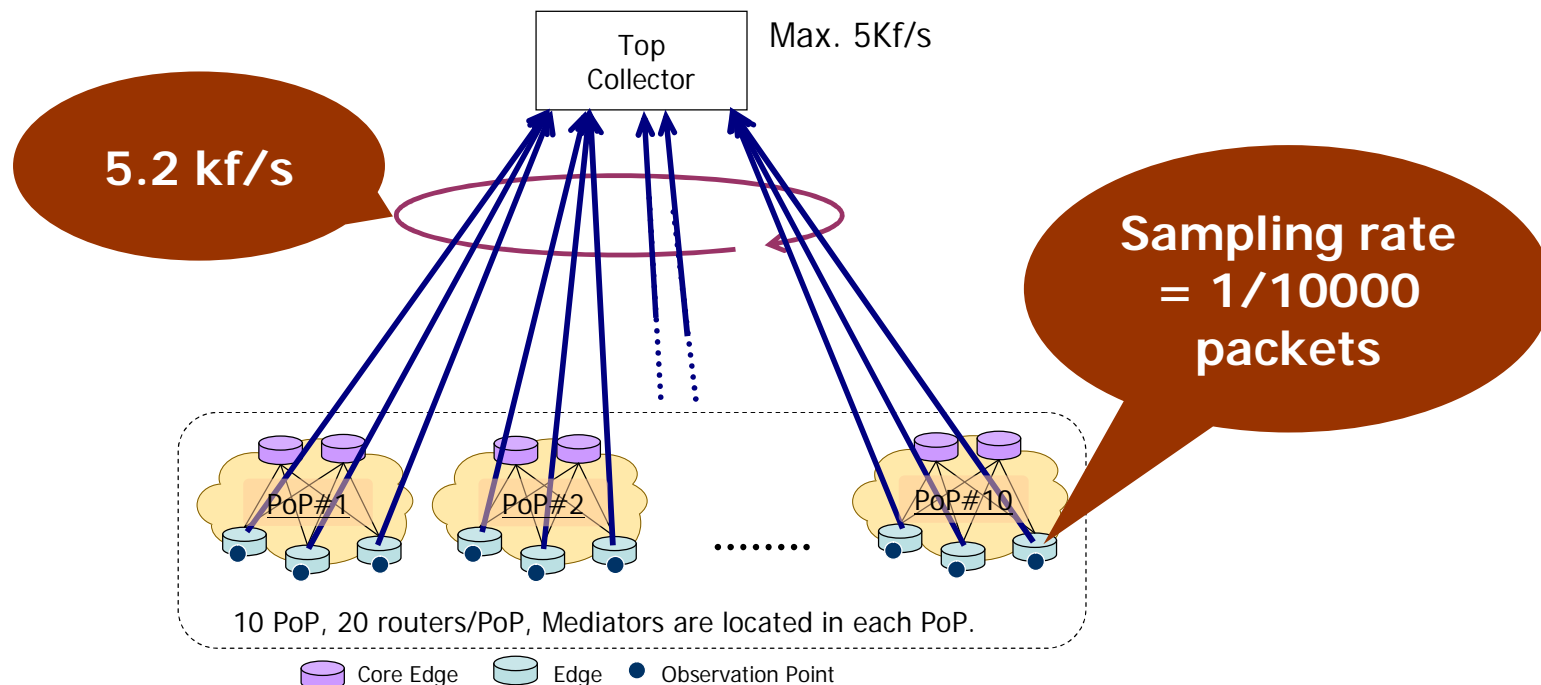 Top
Collector
Max. 5Kf/s
5.2 kf/s
Sampling rate
= 1/10000
packets
PoP#1
PoP#2
PoP#10
10 PoP, 20 routers/PoP, Mediators are located in each PoP.
Core Edge
Edge
Observation Point